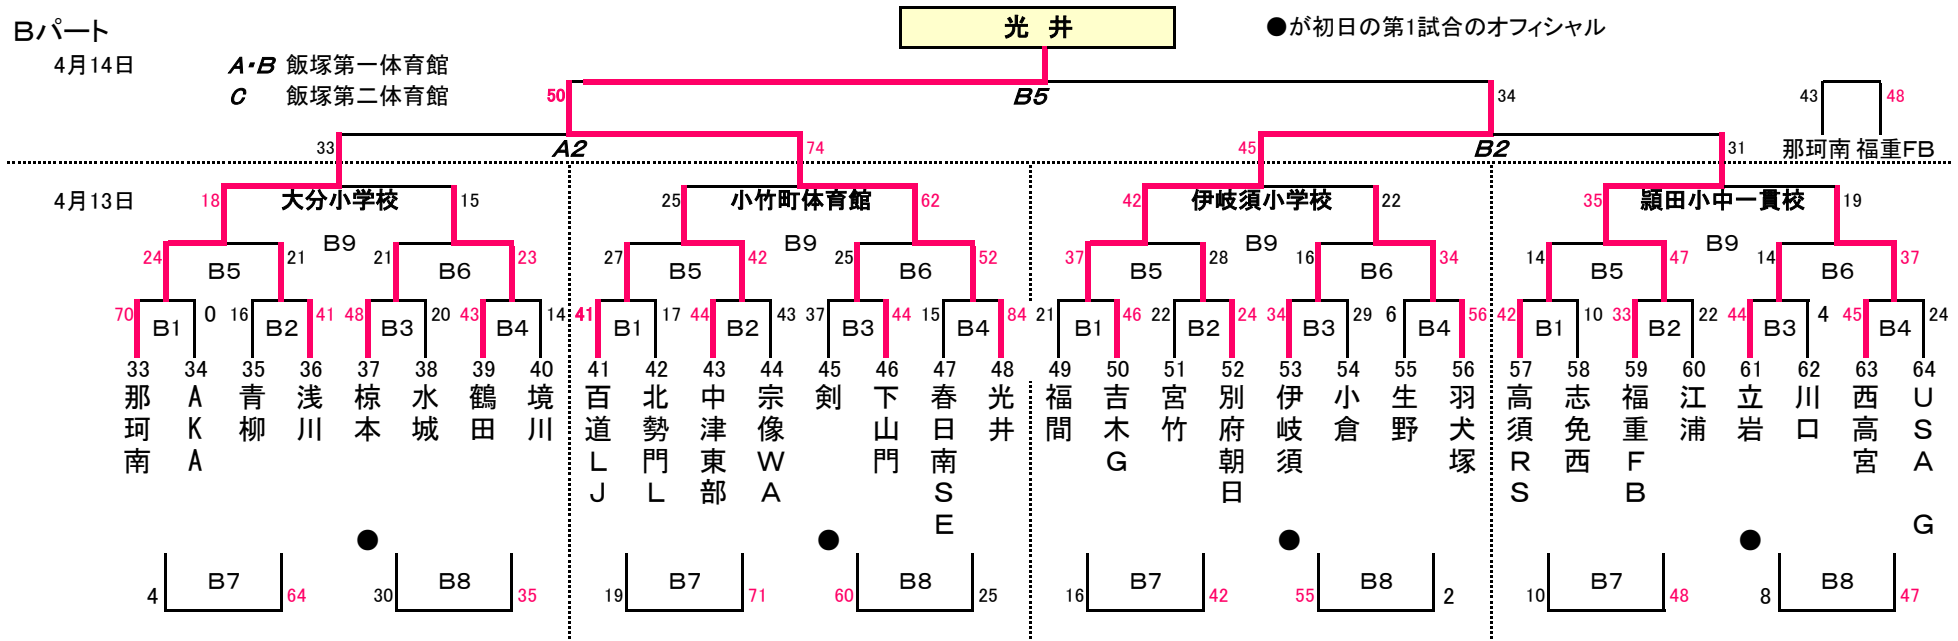 Bパート
光 井
●が初日の第1試合のオフィシャル
4月14日
A・B 飯塚第一体育館
C 飯塚第二体育館
50 B5 34
43 48
33 A2 74 45 B2 31
那珂南 福重FB
4月13日
18 大分小学校 15 25 小竹町体育館 62 42 伊岐須小学校 22 35 頴田小中一貫校 19
B9 B9 B9 B9
24 B5 21 21 B6 23 27 B5 42 25 B6 52 37 B5 28 16 B6 34 14 B5 47 14 B6 37
70 B1 0 16 B2 41 48 B3 20 43 B4 14 41 B1 17 44 B2 43 37 B3 44 15 B4 84 21 B1 46 22 B2 24 34 B3 29 6 B4 56 42 B1 10 33 B2 22 44 B3 4 45 B4 24
33 34 35 36 37 38 39 40 41 42 43 44 45 46 47 48 49 50 51 52 53 54 55 56 57 58 59 60 61 62 63 64
那珂南
AKA
青柳
浅川
椋本
水城
鶴田
境川
百道LJ
北勢門L
中津東部
宗像WA
剣
下山門
春日南SE
光井
福間
吉木G
宮竹
別府朝日
伊岐須
小倉
生野
羽犬塚
高須RS
志免西
福重FB
江浦
立岩
川口
西高宮
USA G
● ● ● ●
4 B7 64 30 B8 35 19 B7 71 60 B8 25 16 B7 42 55 B8 2 10 B7 48 8 B8 47